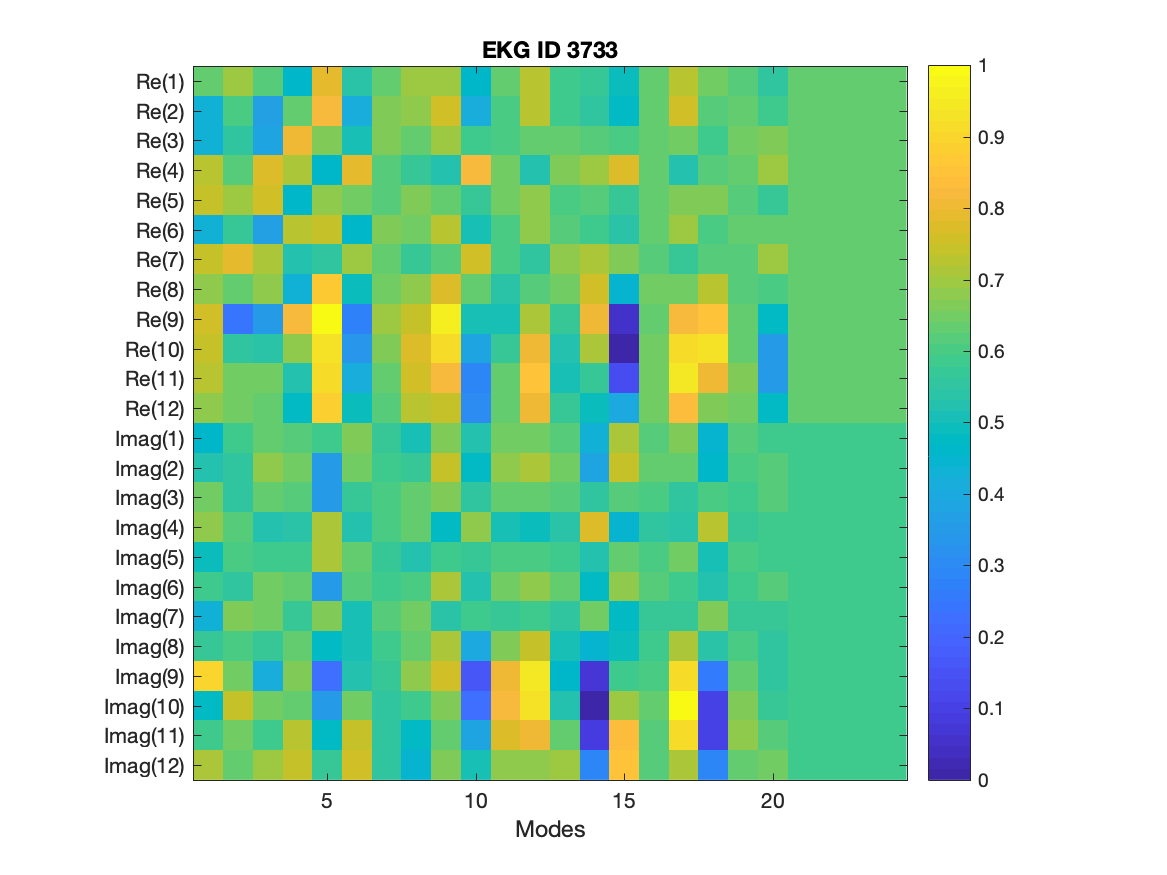 EKG ID 3733
Re(1)
Re(2)
Re(3)
Re(4)
Re(5)
Re(6)
Re(7)
Re(8)
Re(9)
Re(10)
Re(11)
Re(12)
Imag(1)
Imag(2)
Imag(3)
Imag(4)
Imag(5)
Imag(6)
Imag(7)
Imag(8)
Imag(9)
Imag(10)
Imag(11)
Imag(12)
5 10 15 20
Modes
1
0.9
0.8
0.7
0.6
0.5
0.4
0.3
0.2
0.1
0